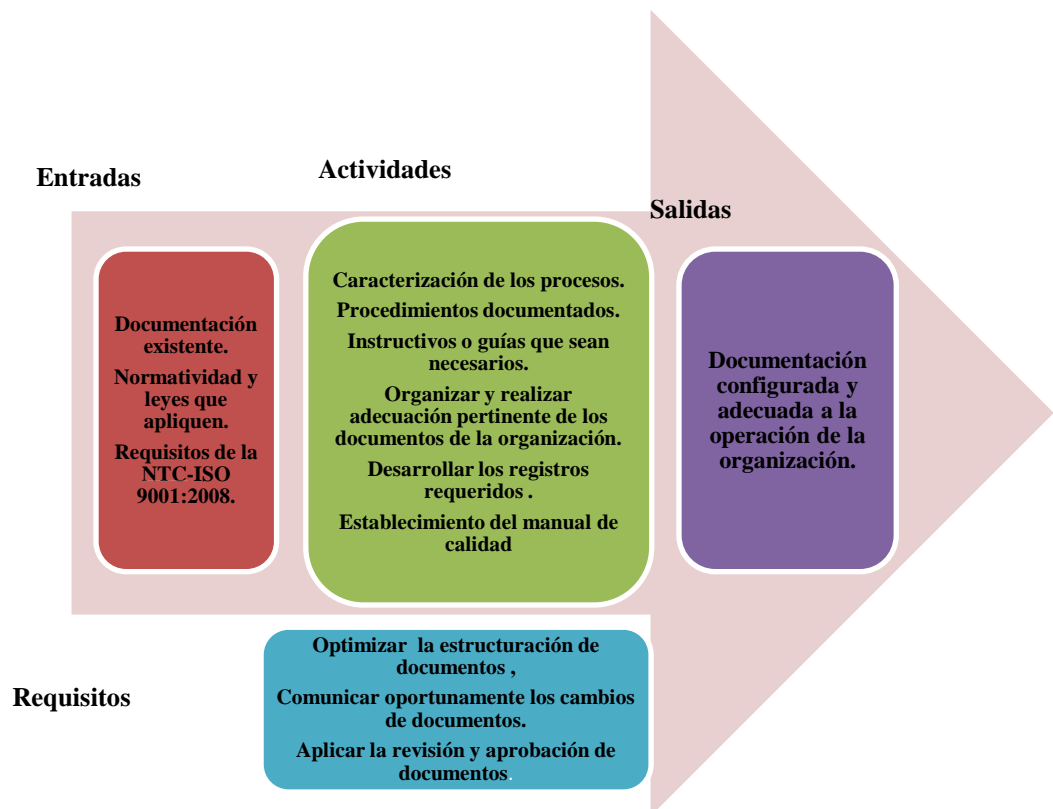 Entradas
Documentación
existente.
Normatividad y
leyes que
apliquen.
Requisitos de la
NTC-ISO
9001:2008.
Actividades
Caracterización de los procesos.
Procedimientos documentados.
Instructivos o guías que sean
necesarios.
Organizar y realizar
adecuación pertinente de los
documentos de la organización.
Desarrollar los registros
requeridos .
Establecimiento del manual de
calidad
Salidas
Documentación
configurada y
adecuada a la
operación de la
organización.
Requisitos
Optimizar la estructuración de
documentos ,
Comunicar oportunamente los cambios
de documentos.
Aplicar la revisión y aprobación de
documentos.